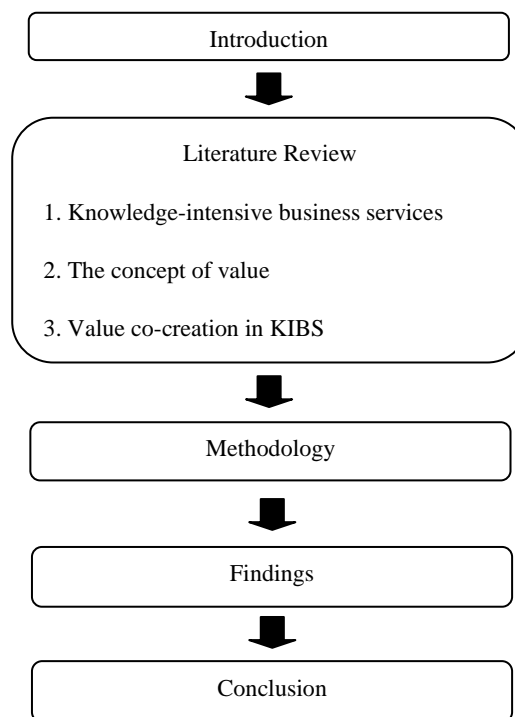 Introduction
Literature Review
1. Knowledge-intensive business services
2. The concept of value
3. Value co-creation in KIBS
Methodology
Findings
Conclusion